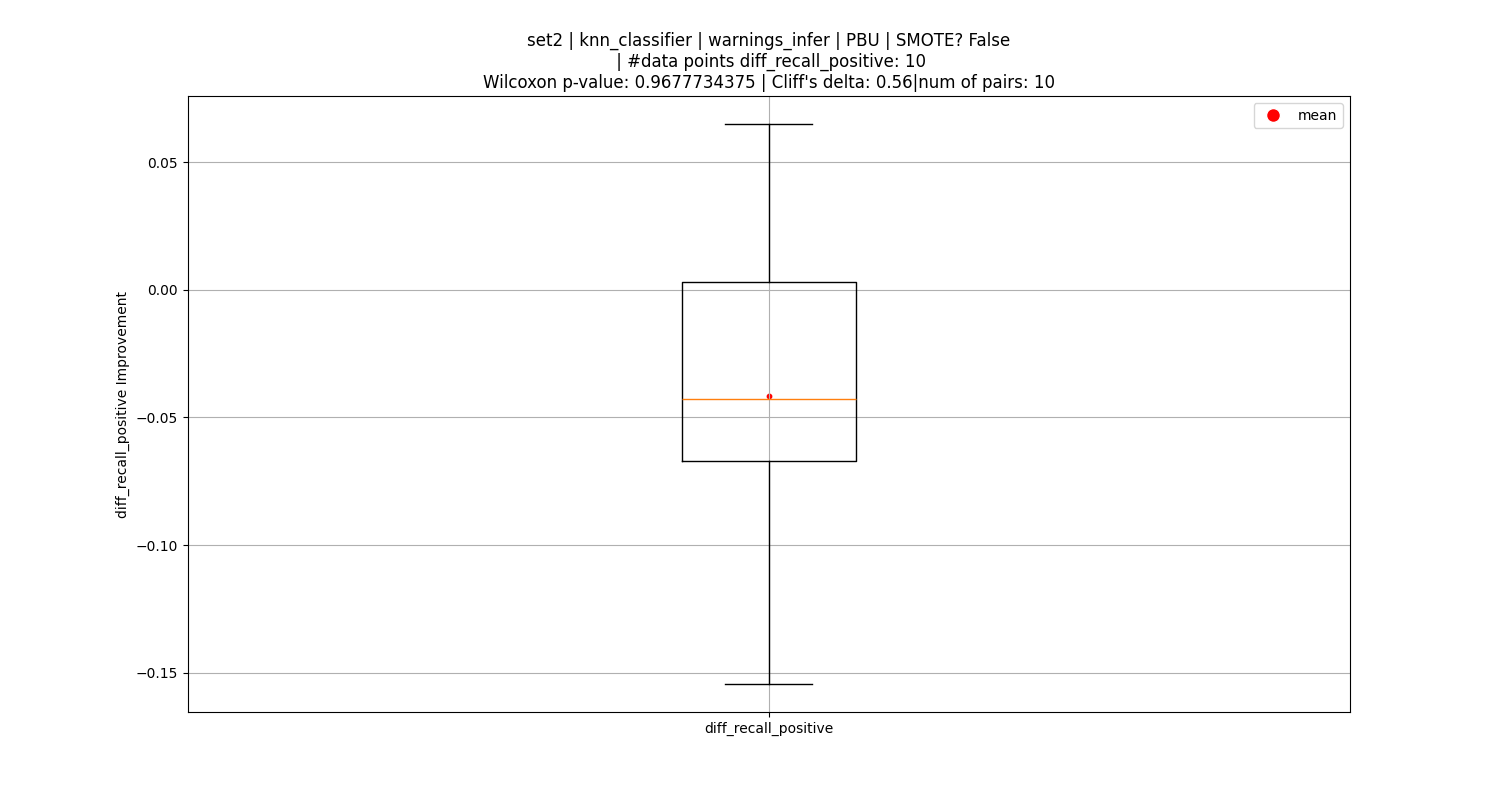 set2 | knn_classifier | warnings_infer | PBU | SMOTE? False
| #data points diff_recall_positive: 10
Wilcoxon p-value: 0.9677734375 | Cliff's delta: 0.56|num of pairs: 10
mean
0.05
0.00
−0.05
−0.10
−0.15
diff_recall_positive Improvement
diff_recall_positive